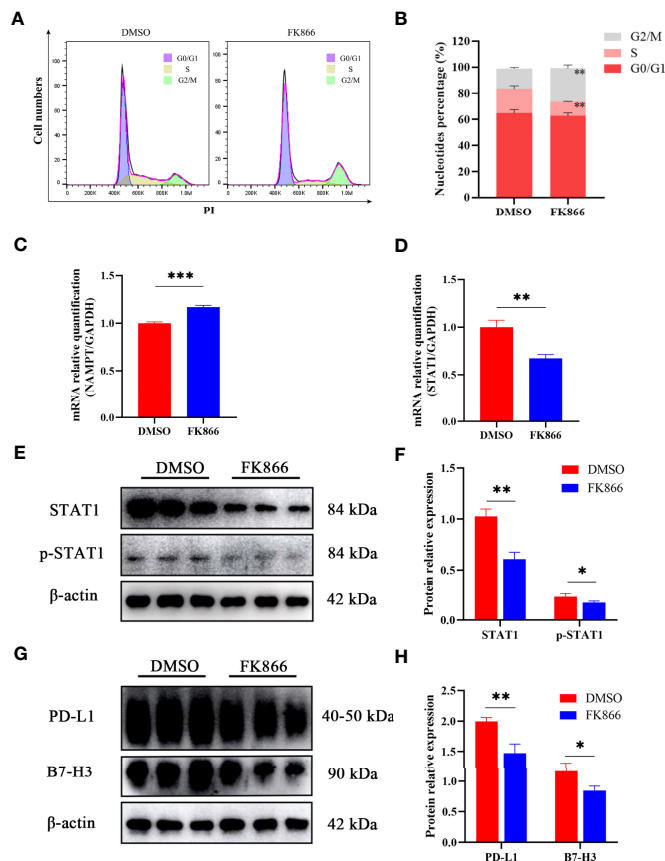 A
DMSO
FK866
G0/G1
S
G2/M
G0/G1
S
G2/M
Cell numbers
100
80
60
40
20
0
100
80
60
40
20
0
0
200K
400K
600K
800K
1.0M
0
200K
400K
600K
800K
1.0M
PI
B
G2/M
S
G0/G1
Nucleotides percentage (%)
120
100
80
60
40
20
0
**
**
DMSO
FK866
C
mRNA relative quantification
(NAMPT/GAPDH)
1.5
1.0
0.5
0.0
***
DMSO
FK866
D
mRNA relative quantification
(STAT1/GAPDH)
1.5
1.0
0.5
0.0
**
DMSO
FK866
E
DMSO
FK866
STAT1
84 kDa
p-STAT1
84 kDa
β-actin
42 kDa
F
DMSO
FK866
Protein relative expression
1.5
1.0
0.5
0.0
**
*
STAT1
p-STAT1
G
DMSO
FK866
PD-L1
40-50 kDa
B7-H3
90 kDa
β-actin
42 kDa
H
DMSO
FK866
Protein relative expression
2.5
2.0
1.5
1.0
0.5
0.0
**
*
PD-L1
B7-H3